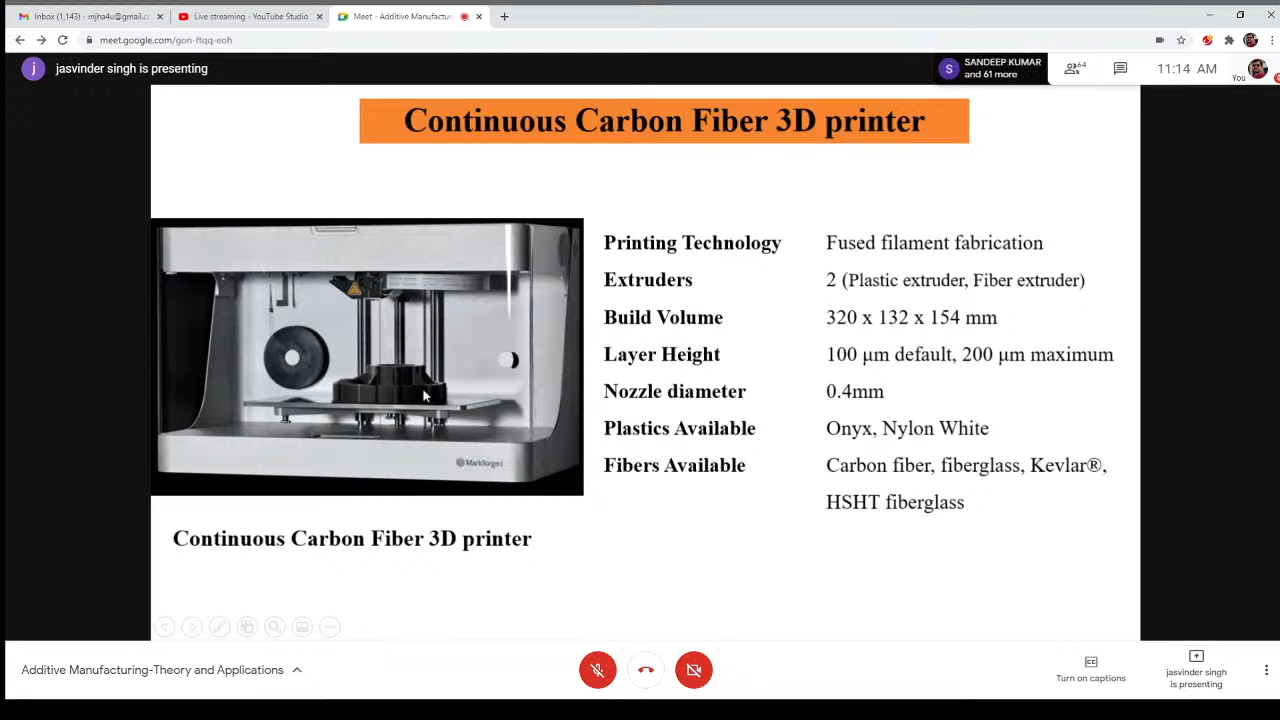 Inbox (1,143) - mjha4u@gmail.c
Live streaming - YouTube Studio
Meet - Additive Manufactur
meet.google.com/gon-ftqq-eoh
j
jasvinder singh is presenting
S
SANDEEP KUMAR
and 61 more
64
11:14 AM
You
Continuous Carbon Fiber 3D printer
Printing Technology Fused filament fabrication
Extruders 2 (Plastic extruder, Fiber extruder)
Build Volume 320 x 132 x 154 mm
Layer Height 100 μm default, 200 μm maximum
Nozzle diameter 0.4mm
Plastics Available Onyx, Nylon White
Fibers Available Carbon fiber, fiberglass, Kevlar®,
HSHT fiberglass
Markforged
Continuous Carbon Fiber 3D printer
Additive Manufacturing-Theory and Applications
CC
Turn on captions
jasvinder singh
is presenting